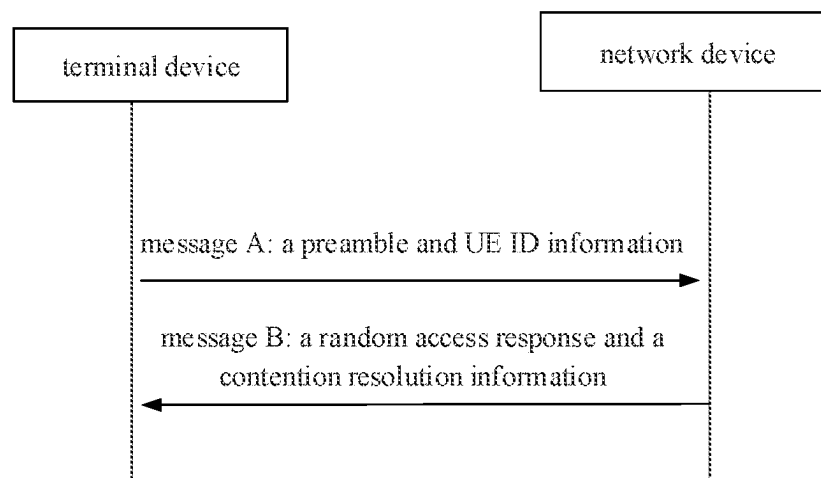 terminal device
network device
message A: a preamble and UE ID information
message B: a random access response and a
contention resolution information